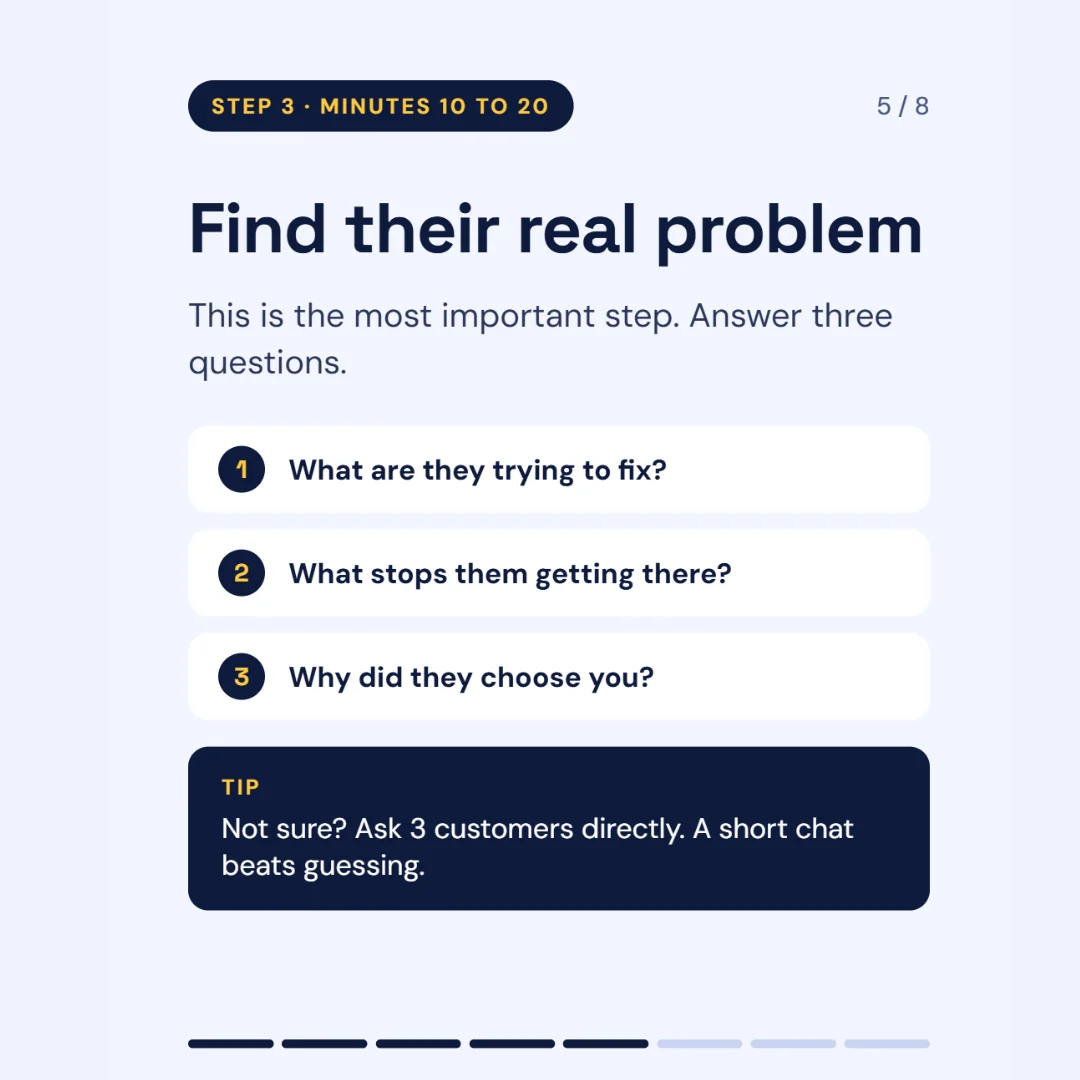 STEP 3 · MINUTES 10 TO 20
5 / 8
Find their real problem
This is the most important step. Answer three
questions.
1 What are they trying to fix?
2 What stops them getting there?
3 Why did they choose you?
TIP
Not sure? Ask 3 customers directly. A short chat
beats guessing.